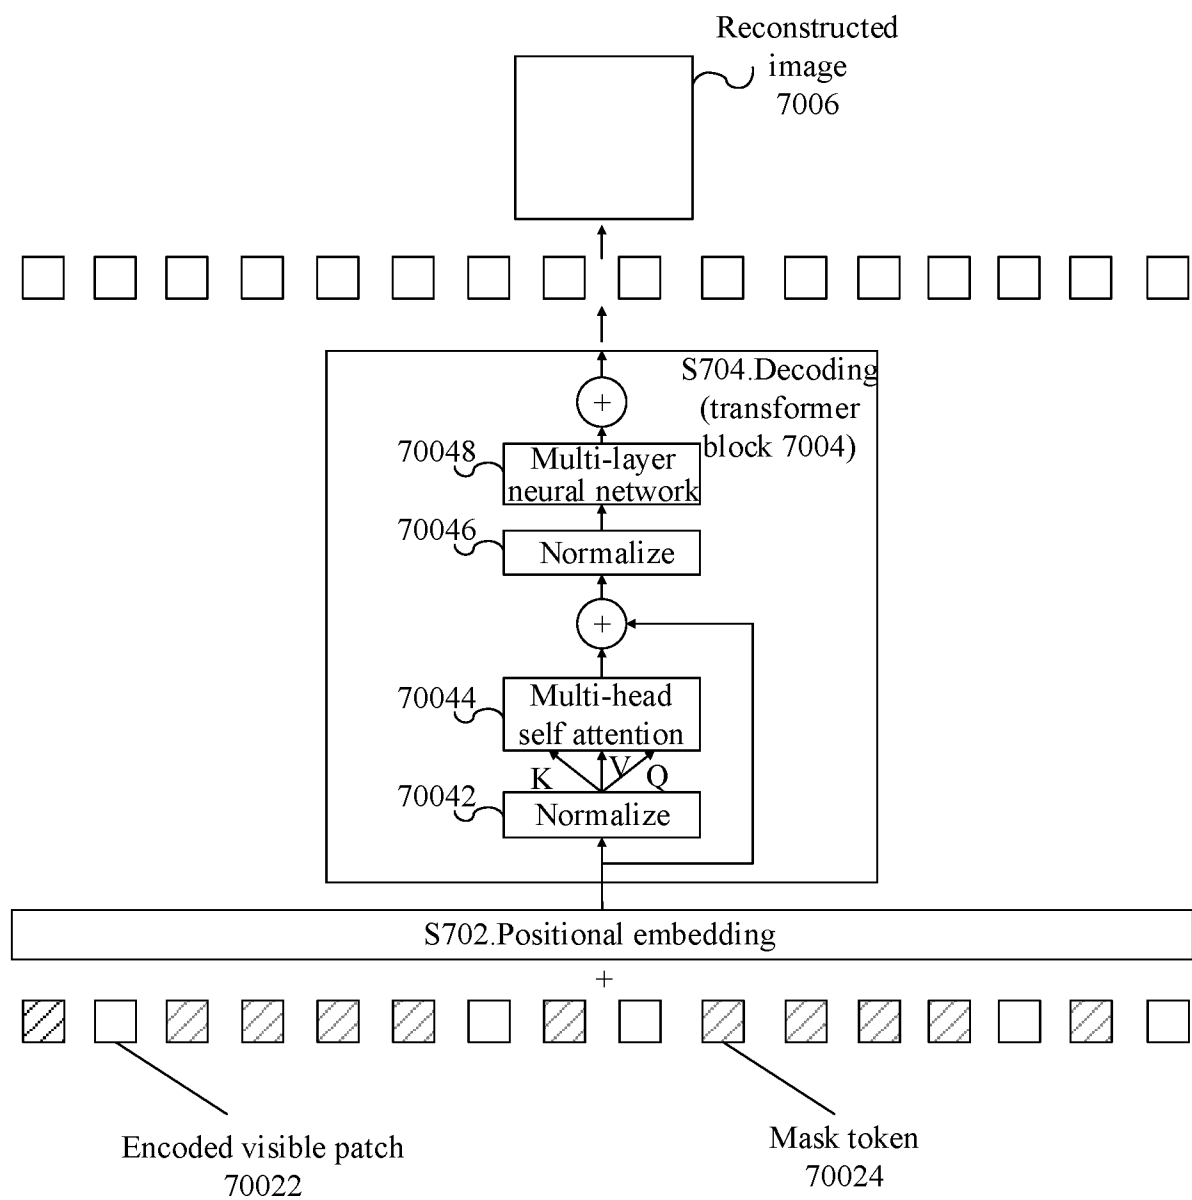 Reconstructed
image
7006
S704.Decoding
(transformer
block 7004)
+
70048
Multi-layer
neural network
70046
Normalize
+
70044
Multi-head
self attention
K
V
Q
70042
Normalize
S702.Positional embedding
+
Encoded visible patch
70022
Mask token
70024